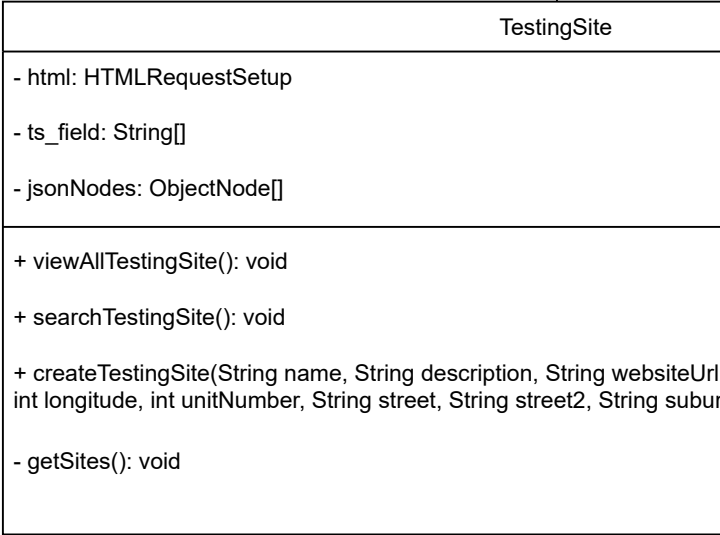 TestingSite
- html: HTMLRequestSetup
- ts_field: String[]
- jsonNodes: ObjectNode[]
+ viewAllTestingSite(): void
+ searchTestingSite(): void
+ createTestingSite(String name, String description, String websiteUrl
int longitude, int unitNumber, String street, String street2, String
- getSites(): void